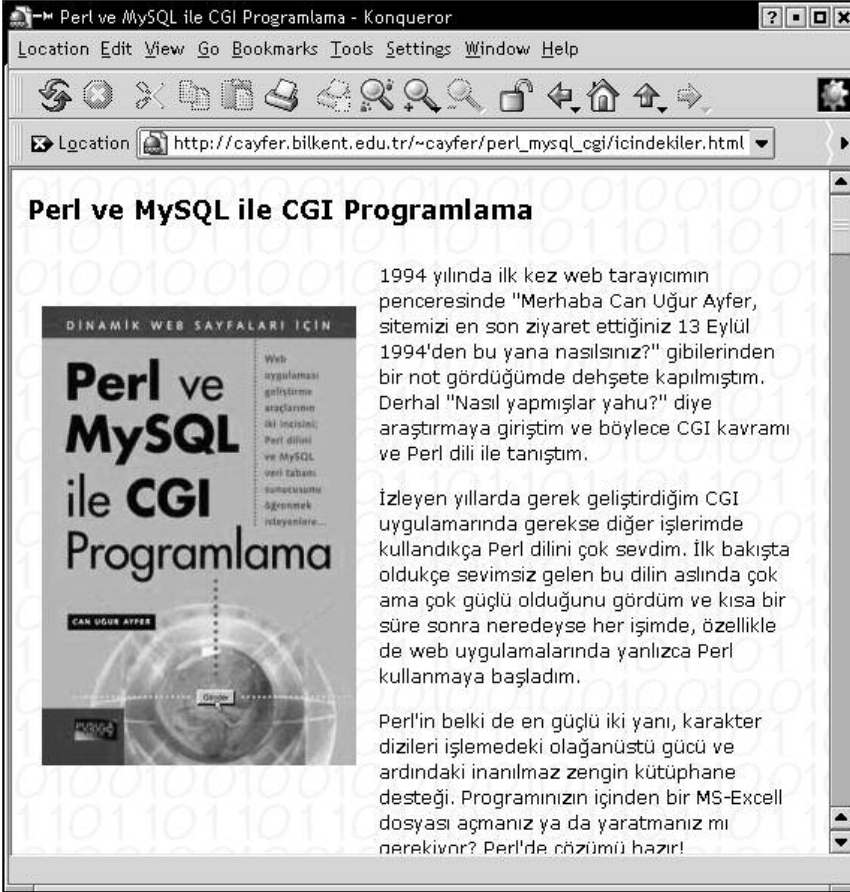 Perl ve MySQL ile CGI Programlama - Konqueror
Location Edit View Go Bookmarks Tools Settings Window Help
Location http://cayfer.bilkent.edu.tr/~cayfer/perl_mysql_cgi/icindekiler.html
Perl ve MySQL ile CGI Programlama
DİNAMİK WEB SAYFALARI İÇİN
Perl ve
MySQL
ile CGI
Programlama
Web
uygulaması
geliştirme
araçlarının
iki incisini;
Perl dilini
ve MySQL
veri tabanı
sunucusunu
öğrenmek
isteyenlere...
CAN UĞUR AYFER
Gönder
PUSULA
1994 yılında ilk kez web tarayıcımın
penceresinde "Merhaba Can Uğur Ayfer,
sitemizi en son ziyaret ettiğiniz 13 Eylül
1994'den bu yana nasılsınız?" gibilerinden
bir not gördüğümde dehşete kapılmıştım.
Derhal "Nasıl yapmışlar yahu?" diye
araştırmaya giriştim ve böylece CGI kavramı
ve Perl dili ile tanıştım.
İzleyen yıllarda gerek geliştirdiğim CGI
uygulamarında gerekse diğer işlerimde
kullandıkça Perl dilini çok sevdim. İlk bakışta
oldukçe sevimsiz gelen bu dilin aslında çok
ama çok güçlü olduğunu gördüm ve kısa bir
süre sonra neredeyse her işimde, özellikle
de web uygulamalarında yanlızca Perl
kullanmaya başladım.
Perl'in belki de en güçlü iki yanı, karakter
dizileri işlemedeki olağanüstü gücü ve
ardındaki inanılmaz zengin kütüphane
desteği. Programınızın içinden bir MS-Excell
dosyası açmanız ya da yaratmanız mı
gerekiyor? Perl'de çözümü hazır!